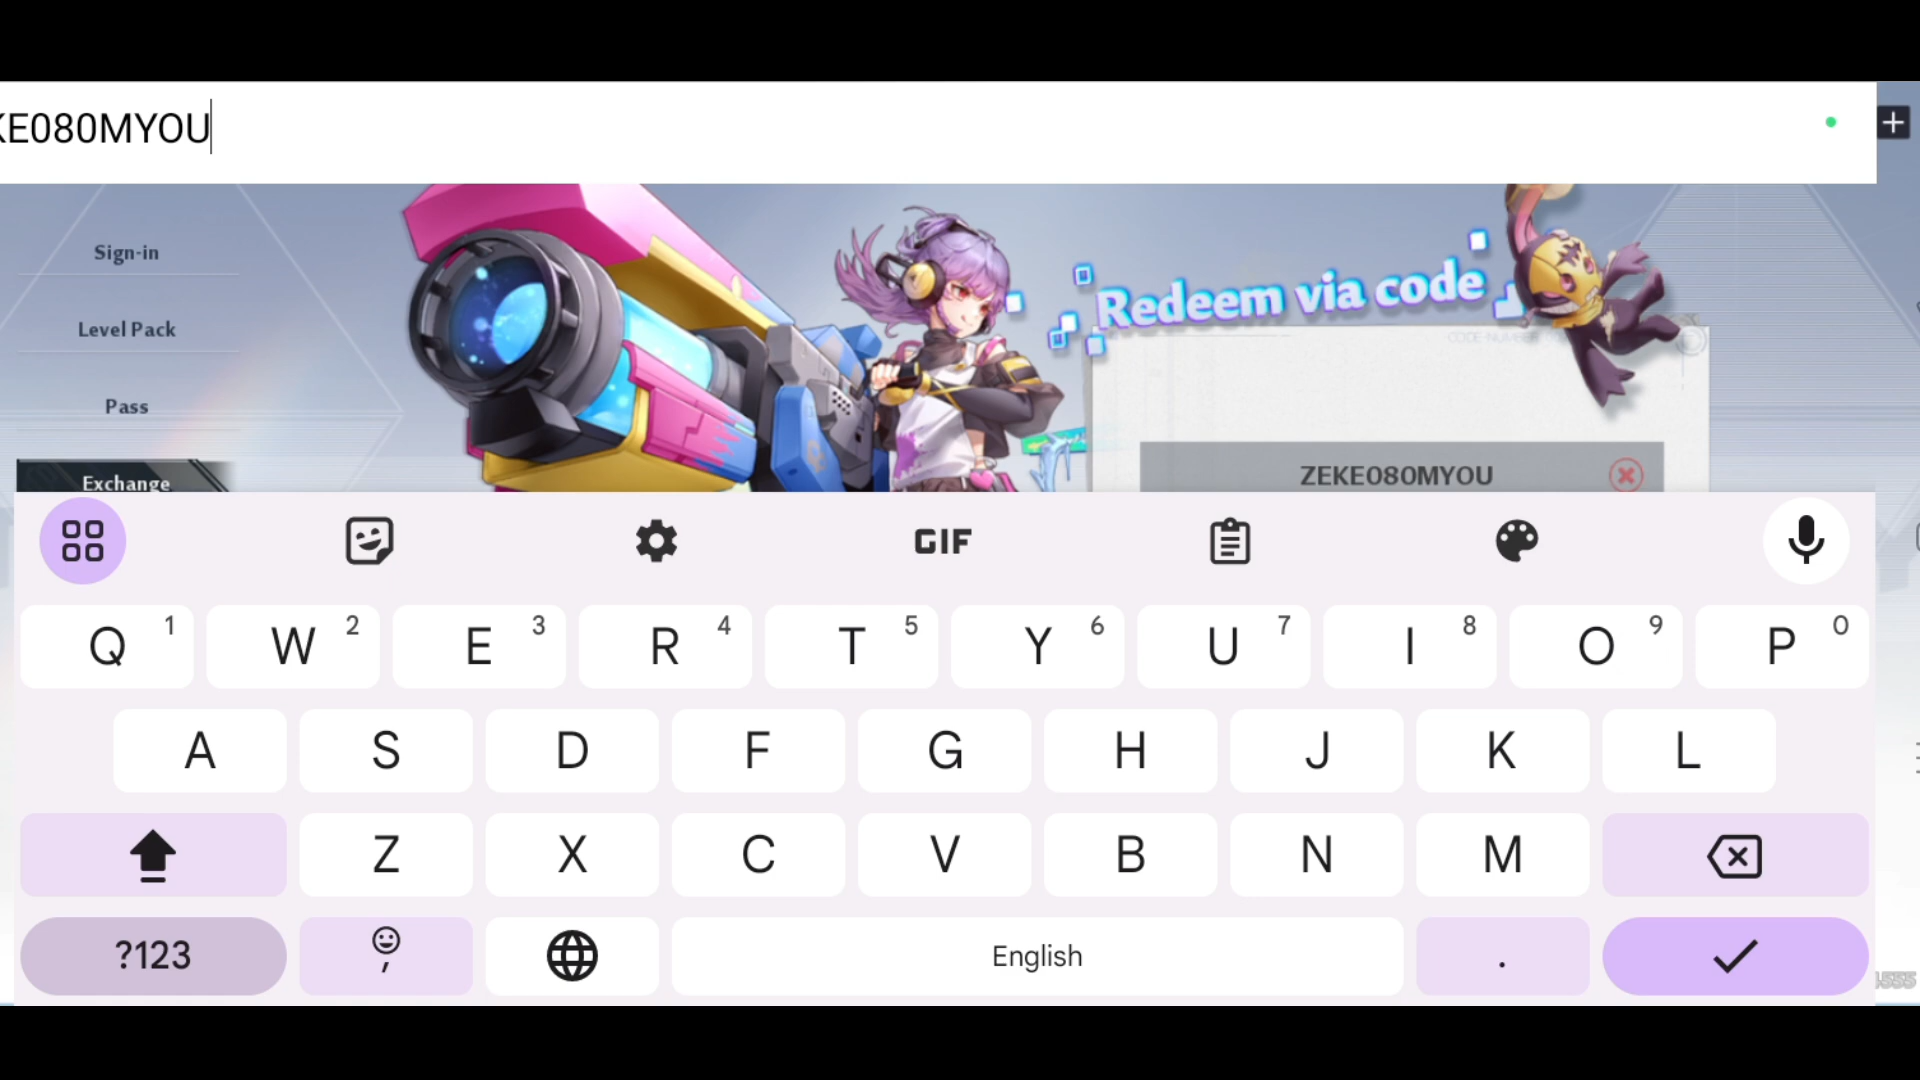 KE080MYOU
Sign-in
Level Pack
Pass
Exchange
Redeem via code
ZEKE080MYOU
GIF
Q 1 W 2 E 3 R 4 T 5 Y 6 U 7 I 8 O 9 P 0
A S D F G H J K L
Z X C V B N M
?123 , English .
555